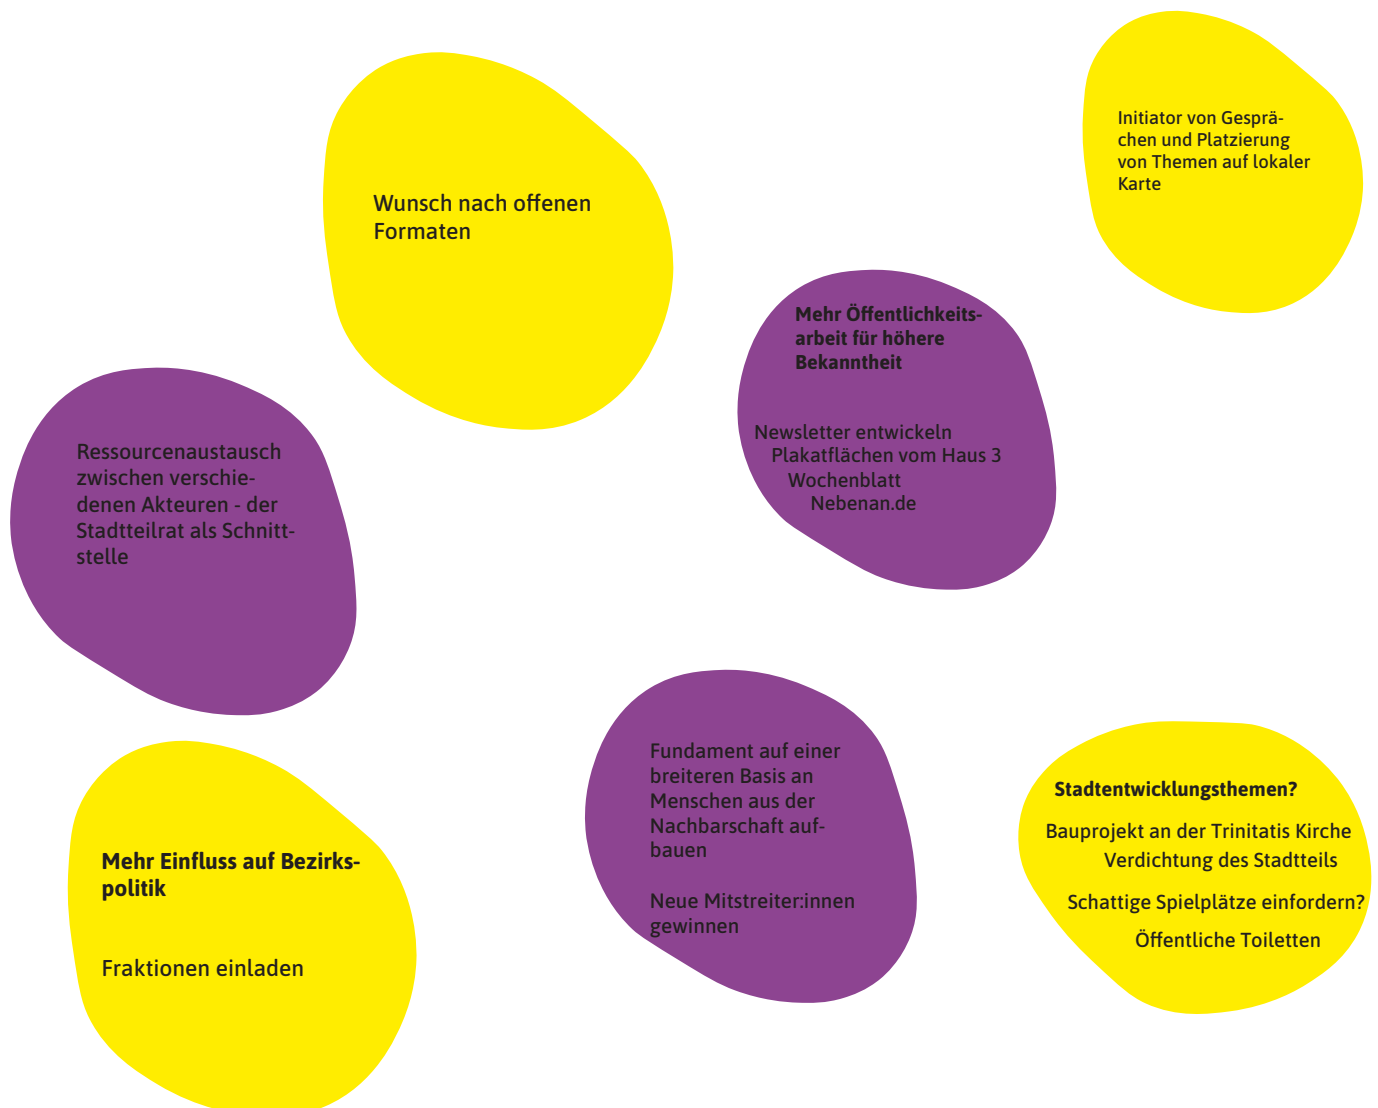 Initiator von Gesprä-
chen und Platzierung
von Themen auf lokaler
Karte
Wunsch nach offenen
Formaten
Mehr Öffentlichkeits-
arbeit für höhere
Bekanntheit
Newsletter entwickeln
Plakatflächen vom Haus 3
Wochenblatt
Nebenan.de
Ressourcenaustausch
zwischen verschie-
denen Akteuren - der
Stadtteilrat als Schnitt-
stelle
Fundament auf einer
breiteren Basis an
Menschen aus der
Nachbarschaft auf-
bauen
Neue Mitstreiter:innen
gewinnen
Stadtentwicklungsthemen?
Bauprojekt an der Trinitatis Kirche
Verdichtung des Stadtteils
Schattige Spielplätze einfordern?
Öffentliche Toiletten
Mehr Einfluss auf Bezirks-
politik
Fraktionen einladen